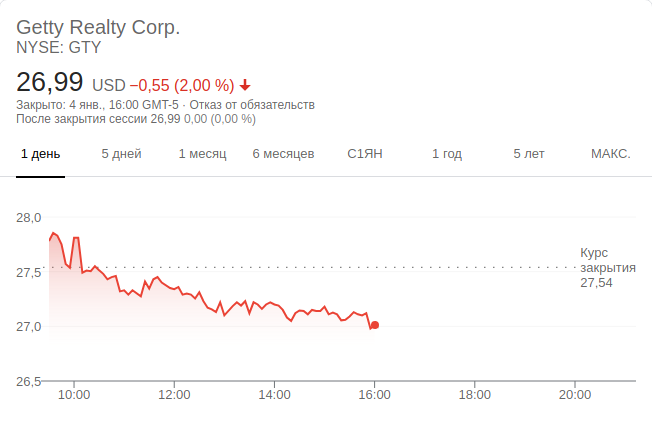 Getty Realty Corp.
NYSE: GTY
26,99 USD −0,55 (2,00 %)
Закрыто: 4 янв., 16:00 GMT-5 · Отказ от обязательств
После закрытия сессии 26,99 0,00 (0,00 %)
1 день 5 дней 1 месяц 6 месяцев С1ЯН 1 год 5 лет МАКС.
28,0
27,5
27,0
26,5
Курс
закрытия
27,54
10:00 12:00 14:00 16:00 18:00 20:00